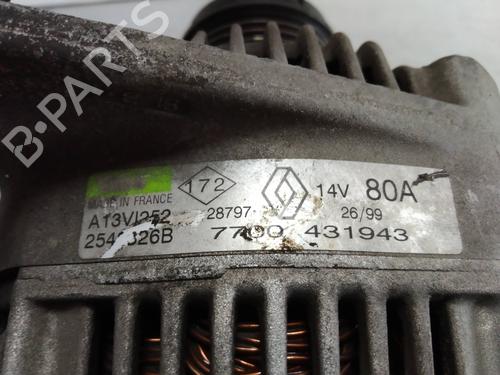 B-PARTS
MADE IN FRANCE
172
14V 80A
A13VI252
28797
26/99
7700 431943